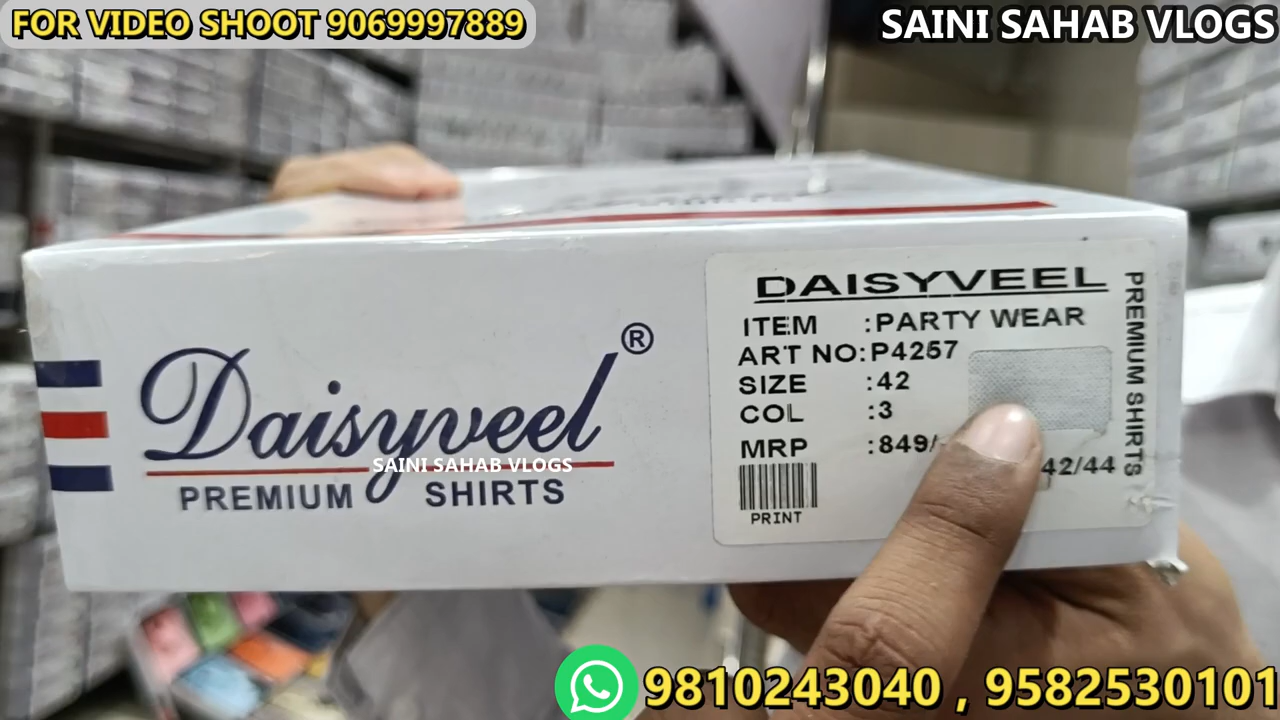 FOR VIDEO SHOOT 9069997889
SAINI SAHAB VLOGS
Daisyveel ®
SAINI SAHAB VLOGS
PREMIUM SHIRTS
DAISYVEEL
ITEM :PARTY WEAR
ART NO:P4257
SIZE :42
COL :3
MRP :849/-
42/44
PRINT
PREMIUM SHIRTS
9810243040 , 9582530101